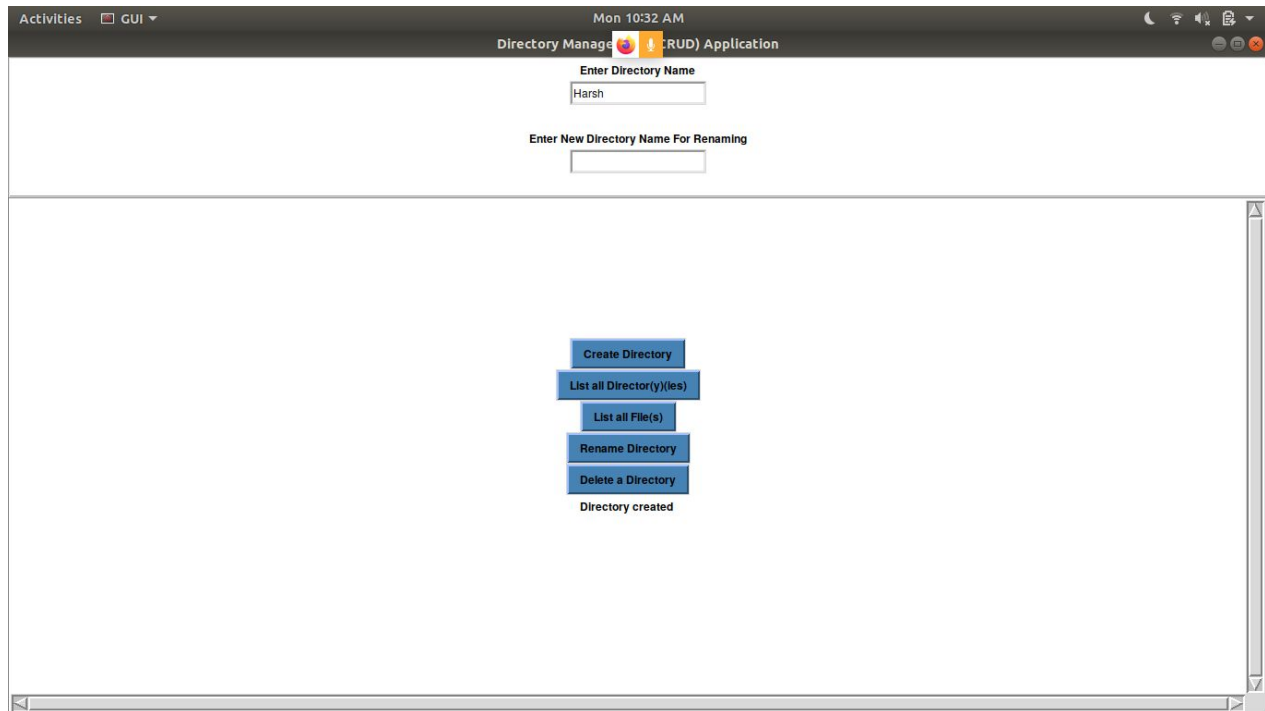 Activities GUI Mon 10:32 AM
Directory Manage CRUD) Application
Enter Directory Name
Harsh
Enter New Directory Name For Renaming
Create Directory
List all Director(y)(ies)
List all File(s)
Rename Directory
Delete a Directory
Directory created